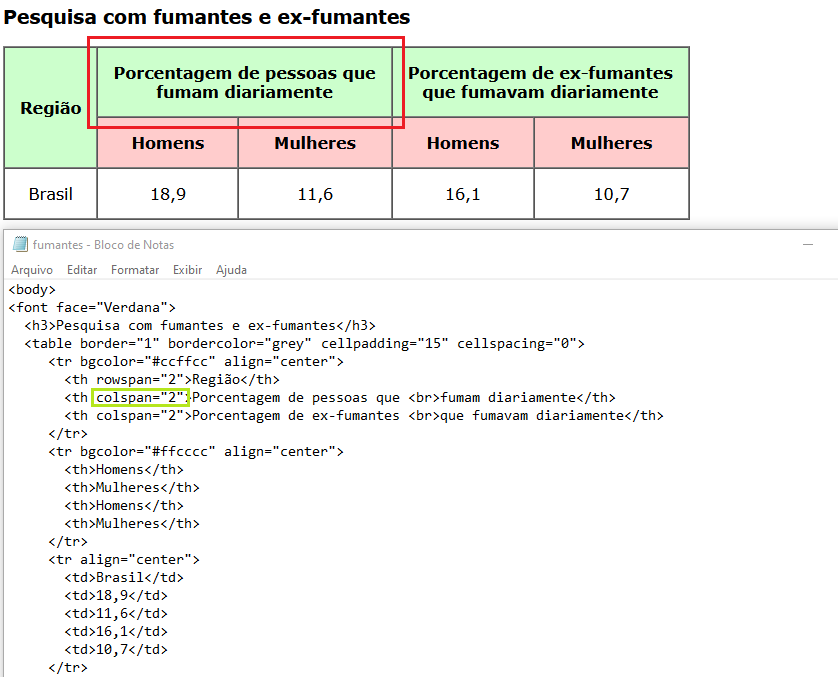 Pesquisa com fumantes e ex-fumantes
Região
Porcentagem de pessoas que
fumam diariamente
Porcentagem de ex-fumantes
que fumavam diariamente
Homens Mulheres Homens Mulheres
Brasil 18,9 11,6 16,1 10,7
fumantes - Bloco de Notas
Arquivo Editar Formatar Exibir Ajuda
<body>
<font face="Verdana">
<h3>Pesquisa com fumantes e ex-fumantes</h3>
<table border="1" bordercolor="grey" cellpadding="15" cellspacing="0">
<tr bgcolor="#ccffcc" align="center">
<th rowspan="2">Região</th>
<th colspan="2">Porcentagem de pessoas que <br>fumam diariamente</th>
<th colspan="2">Porcentagem de ex-fumantes <br>que fumavam diariamente</th>
</tr>
<tr bgcolor="#ffcccc" align="center">
<th>Homens</th>
<th>Mulheres</th>
<th>Homens</th>
<th>Mulheres</th>
</tr>
<tr align="center">
<td>Brasil</td>
<td>18,9</td>
<td>11,6</td>
<td>16,1</td>
<td>10,7</td>
</tr>